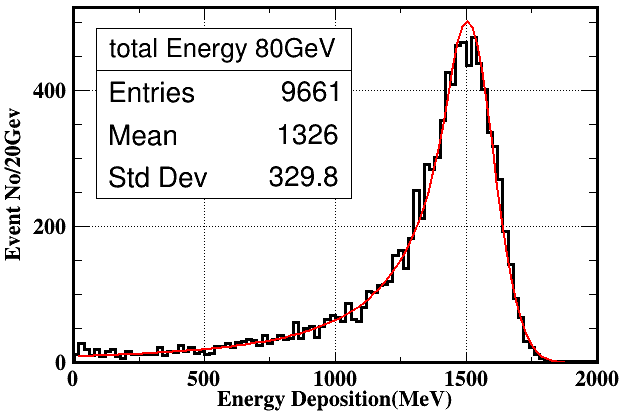 total Energy 80GeV
Entries 9661
Mean 1326
Std Dev 329.8
Event No/20Gev
400
200
0
0 500 1000 1500 2000
Energy Deposition(MeV)